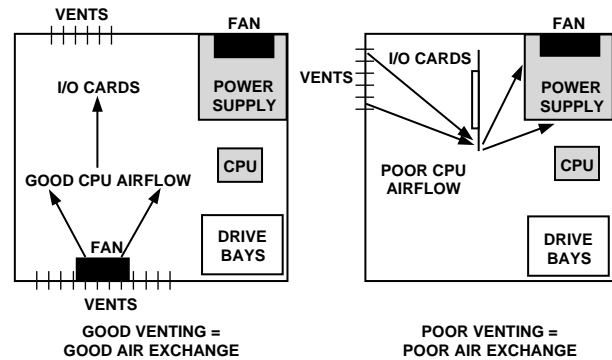 VENTS
FAN
I/O CARDS
POWER
SUPPLY
CPU
GOOD CPU AIRFLOW
FAN
DRIVE
BAYS
VENTS
GOOD VENTING =
GOOD AIR EXCHANGE
FAN
VENTS
I/O CARDS
POWER
SUPPLY
CPU
POOR CPU
AIRFLOW
DRIVE
BAYS
POOR VENTING =
POOR AIR EXCHANGE